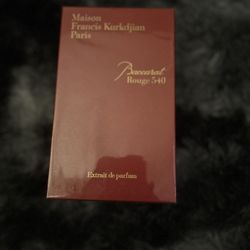 Maison
Francis Kurkdjian
Paris
Baccarat
Rouge 540
Extrait de parfum